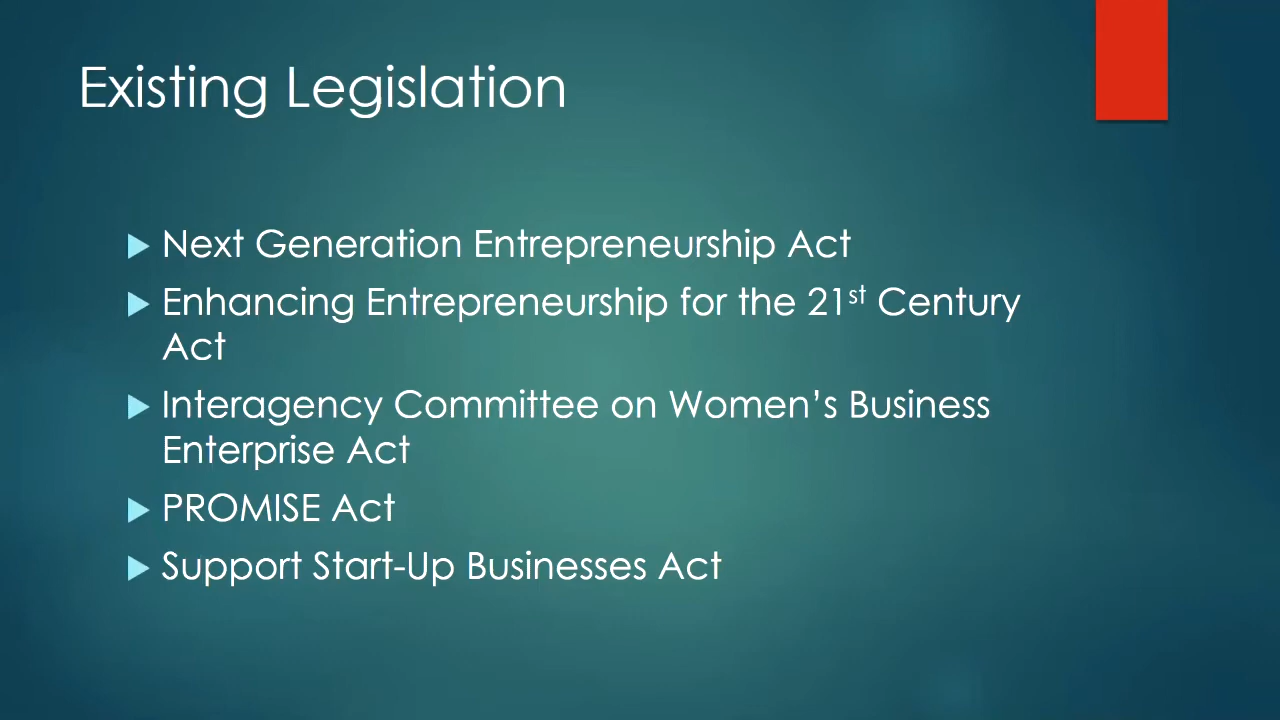 Existing Legislation
Next Generation Entrepreneurship Act
Enhancing Entrepreneurship for the 21st Century
Act
Interagency Committee on Women’s Business
Enterprise Act
PROMISE Act
Support Start-Up Businesses Act